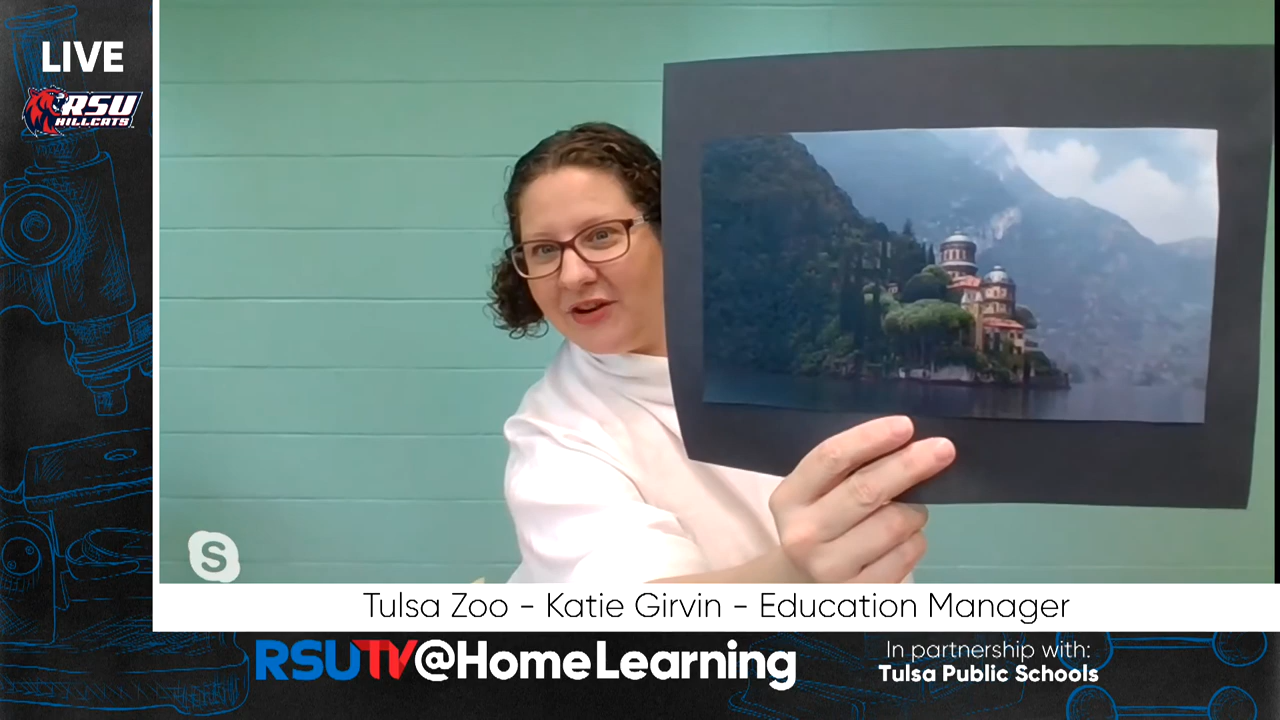 LIVE
RSU
HILLCATS
S
Tulsa Zoo - Katie Girvin - Education Manager
RSUTV@HomeLearning
In partnership with:
Tulsa Public Schools